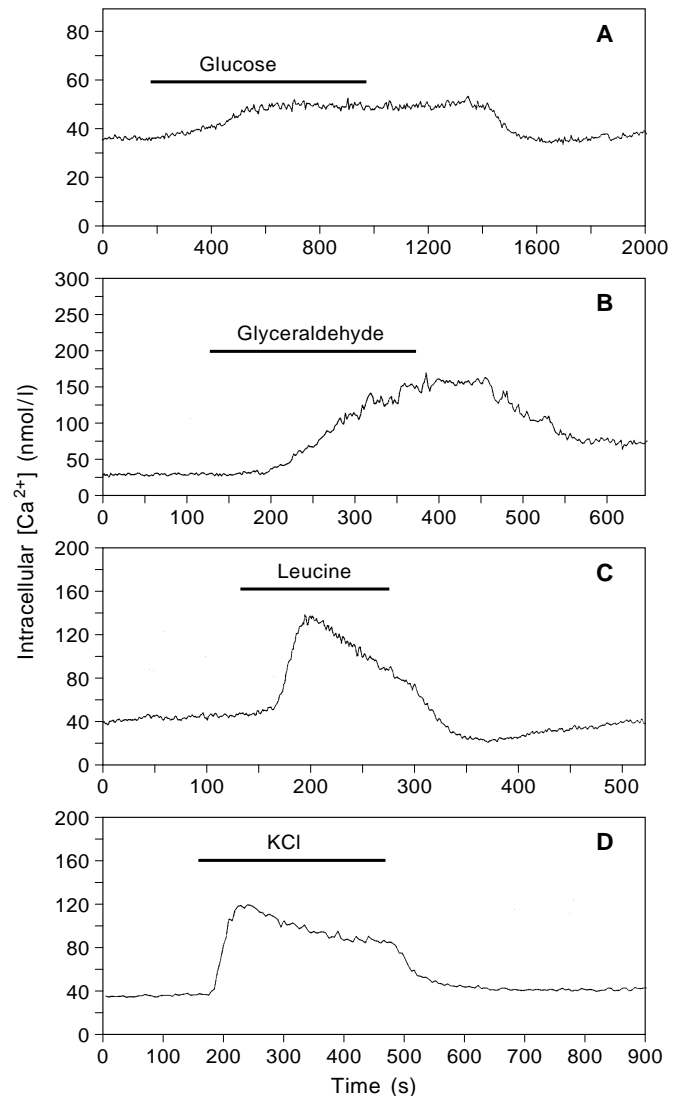 A
Glucose
80
60
40
20
0
0 400 800 1200 1600 2000
B
Glyceraldehyde
300
250
200
150
100
50
0
0 100 200 300 400 500 600
Intracellular [Ca²⁺] (nmol/l)
C
Leucine
200
160
120
80
40
0
0 100 200 300 400 500
D
KCl
200
160
120
80
40
0
0 100 200 300 400 500 600 700 800 900
Time (s)